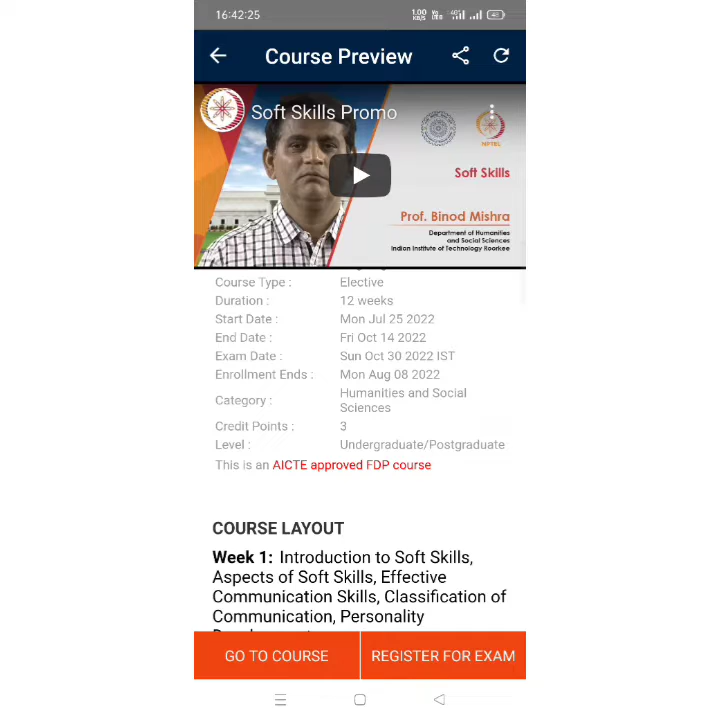 16:42:25
1.00 KB/S
Course Preview
Soft Skills Promo
NPTEL
Soft Skills
Prof. Binod Mishra
Department of Humanities
and Social Sciences
Indian Institute of Technology Roorkee
Course Type : Elective
Duration : 12 weeks
Start Date : Mon Jul 25 2022
End Date : Fri Oct 14 2022
Exam Date : Sun Oct 30 2022 IST
Enrollment Ends : Mon Aug 08 2022
Category : Humanities and Social
Sciences
Credit Points : 3
Level : Undergraduate/Postgraduate
This is an AICTE approved FDP course
COURSE LAYOUT
Week 1: Introduction to Soft Skills,
Aspects of Soft Skills, Effective
Communication Skills, Classification of
Communication, Personality
GO TO COURSE
REGISTER FOR EXAM